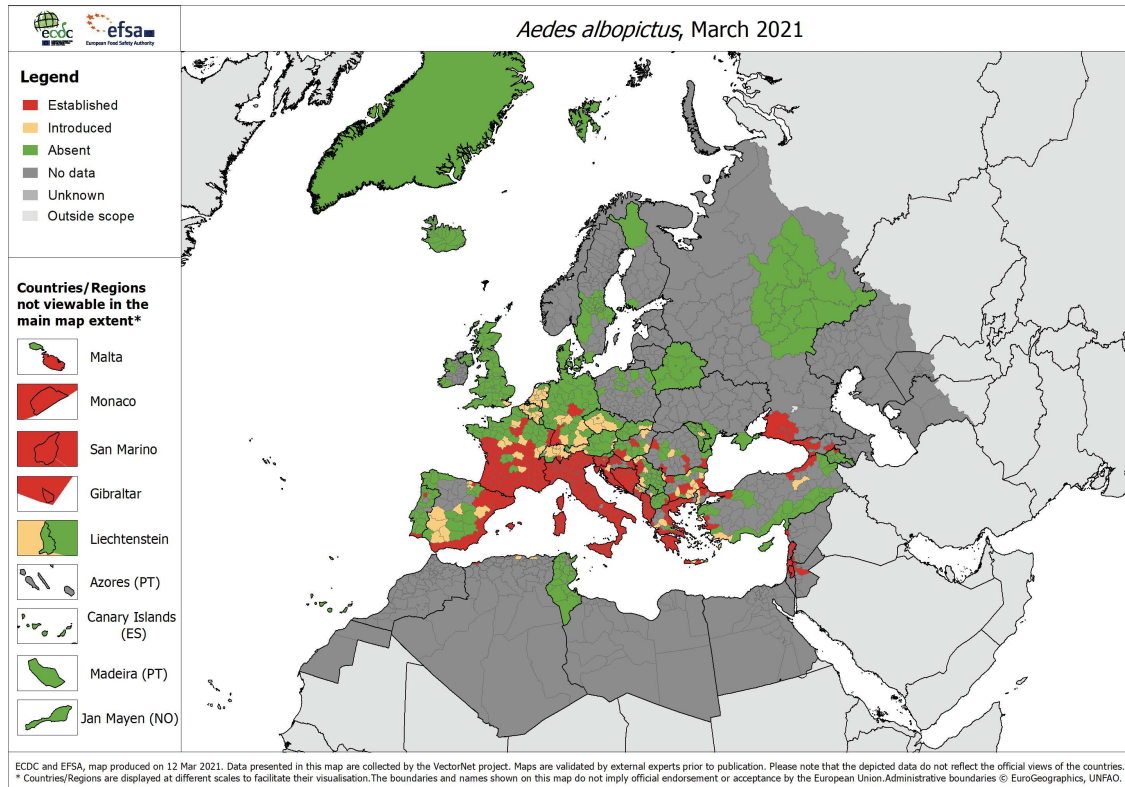 ecdc
efsa
European Food Safety Authority
Aedes albopictus, March 2021
Legend
Established
Introduced
Absent
No data
Unknown
Outside scope
Countries/Regions
not viewable in the
main map extent*
Malta
Monaco
San Marino
Gibraltar
Liechtenstein
Azores (PT)
Canary Islands
(ES)
Madeira (PT)
Jan Mayen (NO)
ECDC and EFSA, map produced on 12 Mar 2021. Data presented in this map are collected by the VectorNet project. Maps are validated by external experts prior to publication. Please note that the depicted data do not reflect the official views of the countries.
* Countries/Regions are displayed at different scales to facilitate their visualisation.The boundaries and names shown on this map do not imply official endorsement or acceptance by the European Union.Administrative boundaries © EuroGeographics, UNFAO.